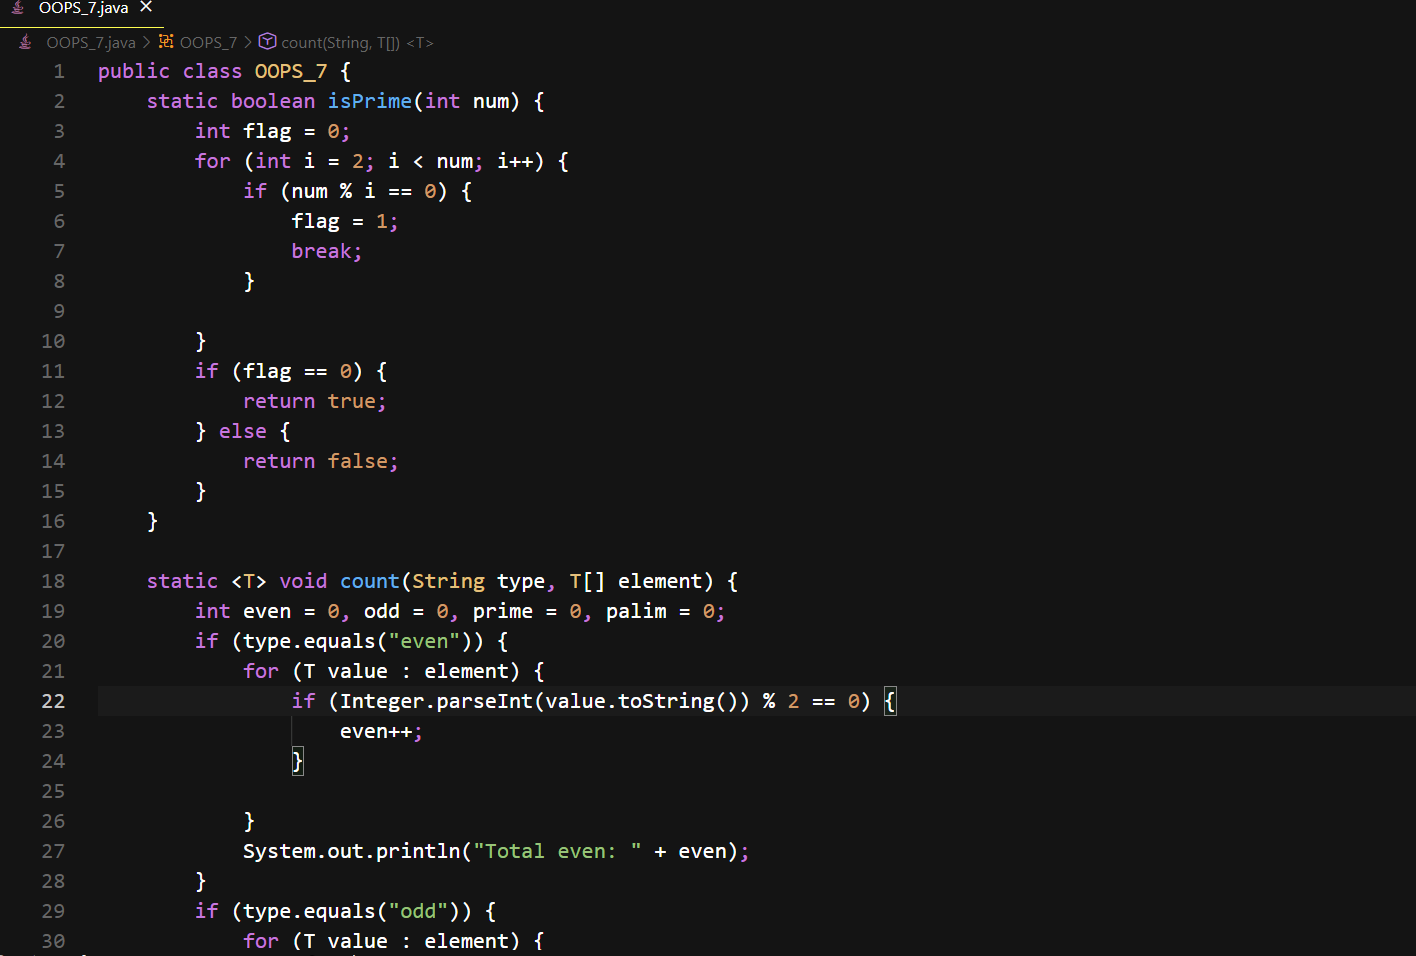 OOPS_7.java ×
OOPS_7.java > OOPS_7 > count(String, T[]) <T>
1 public class OOPS_7 {
2 static boolean isPrime(int num) {
3 int flag = 0;
4 for (int i = 2; i < num; i++) {
5 if (num % i == 0) {
6 flag = 1;
7 break;
8 }
9
10 }
11 if (flag == 0) {
12 return true;
13 } else {
14 return false;
15 }
16 }
17
18 static <T> void count(String type, T[] element) {
19 int even = 0, odd = 0, prime = 0, palim = 0;
20 if (type.equals("even")) {
21 for (T value : element) {
22 if (Integer.parseInt(value.toString()) % 2 == 0) {
23 even++;
24 }
25
26 }
27 System.out.println("Total even: " + even);
28 }
29 if (type.equals("odd")) {
30 for (T value : element) {